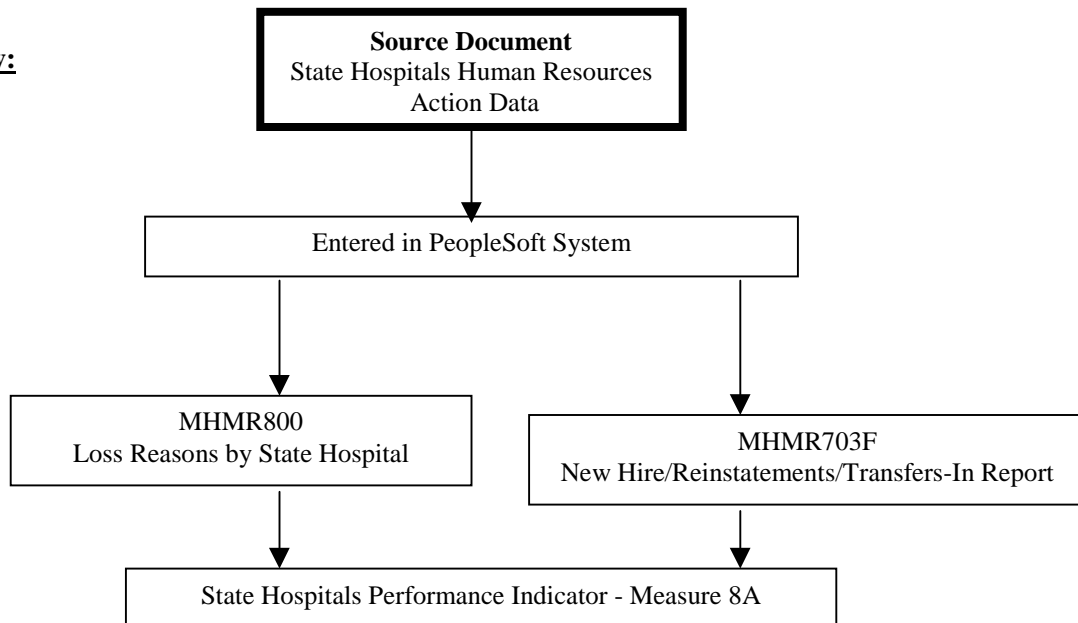 Source Document
State Hospitals Human Resources
Action Data
Entered in PeopleSoft System
MHMR800
Loss Reasons by State Hospital
MHMR703F
New Hire/Reinstatements/Transfers-In Report
State Hospitals Performance Indicator - Measure 8A